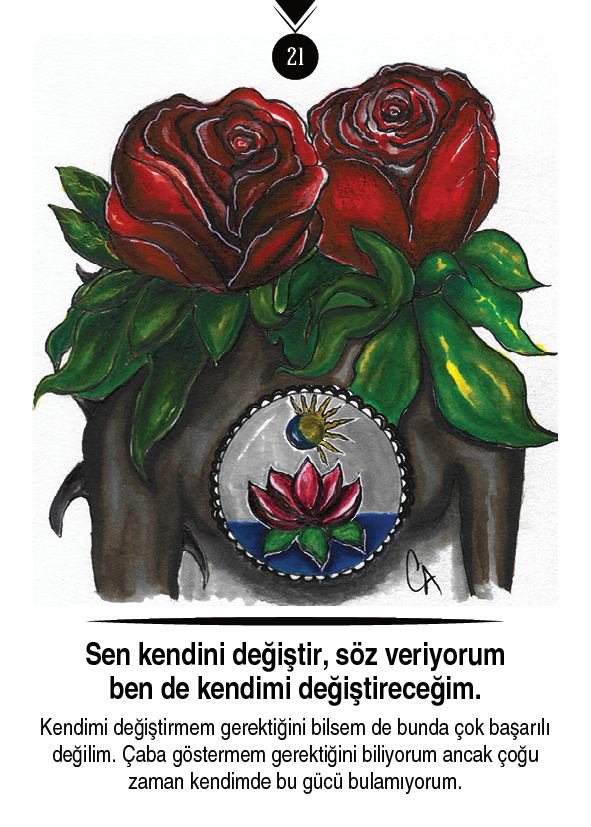 21
CA
Sen kendini değiştir, söz veriyorum
ben de kendimi değiştireceğim.
Kendimi değiştirmem gerektiğini bilsem de bunda çok başarılı
değilim. Çaba göstermem gerektiğini biliyorum ancak çoğu
zaman kendimde bu gücü bulamıyorum.